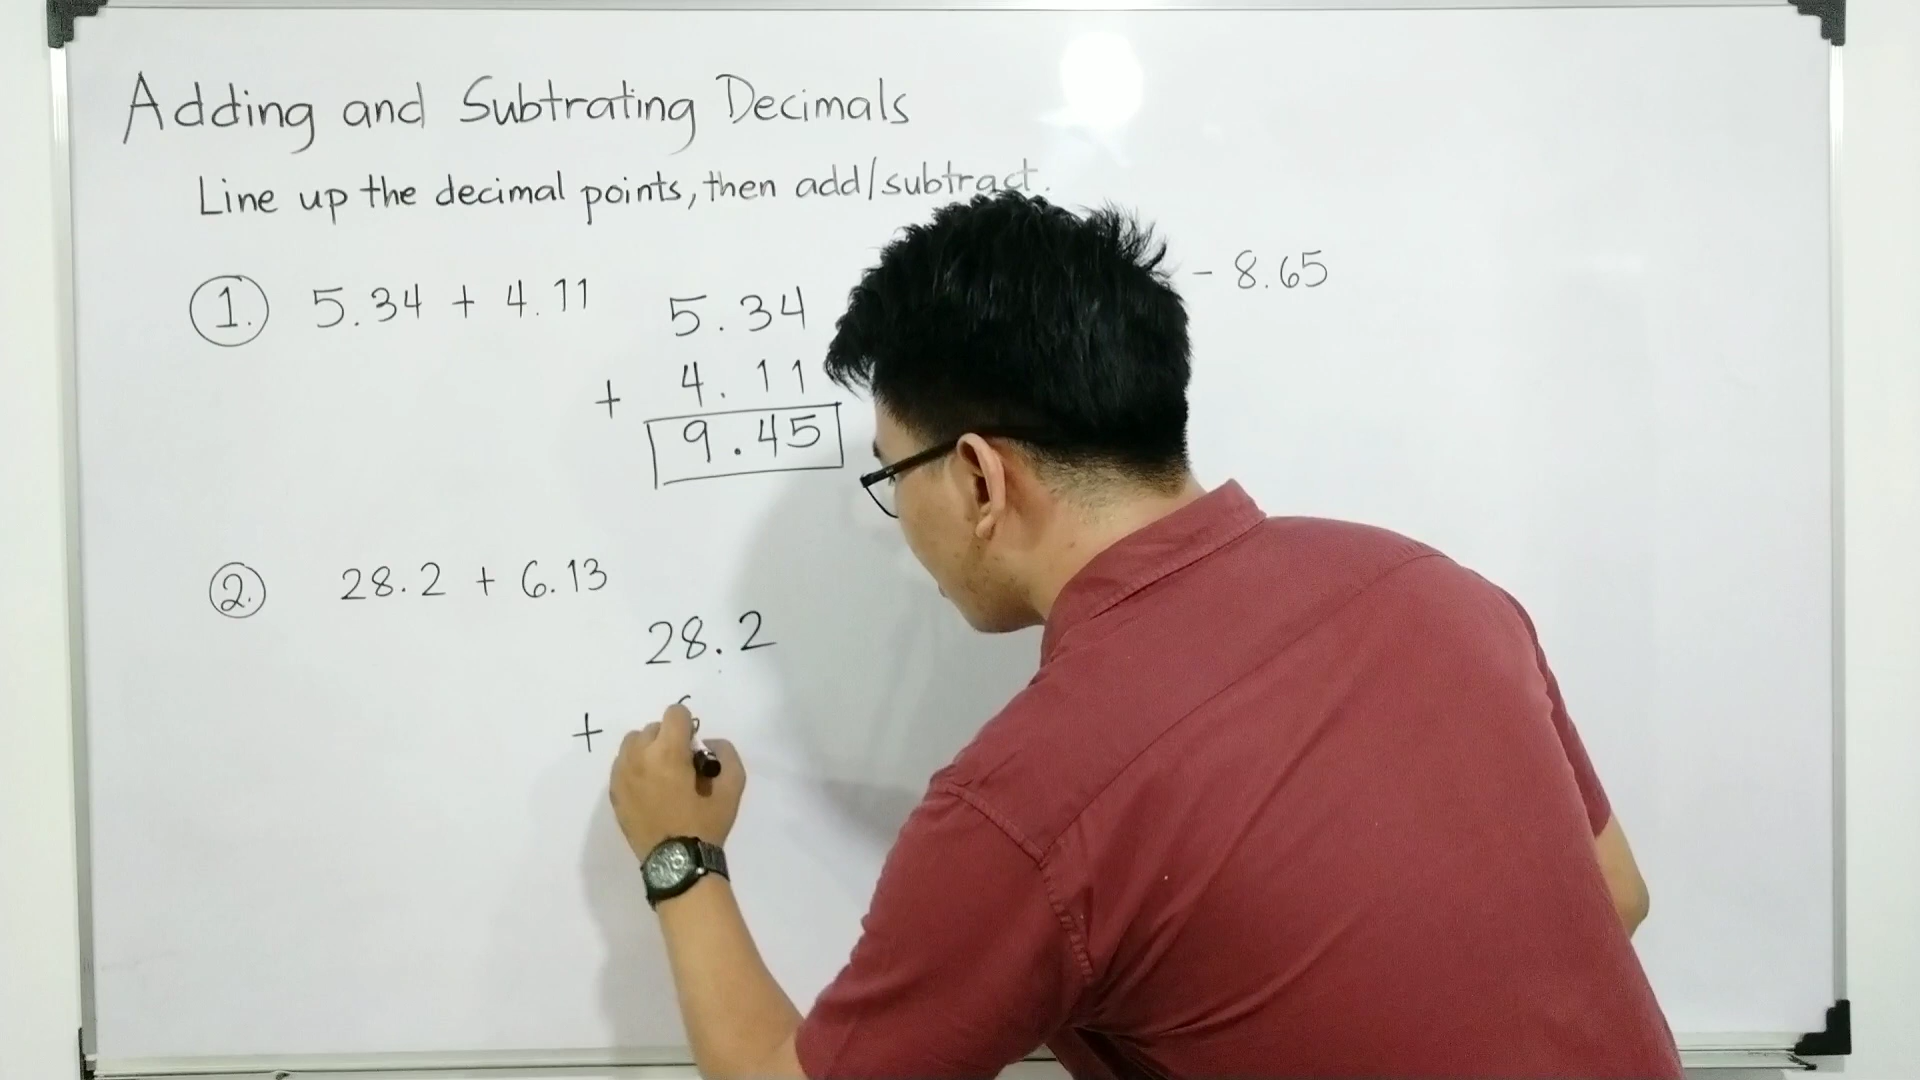 Adding and Subtrating Decimals
Line up the decimal points, then add/subtract.
1. 5.34 + 4.11
5.34
+ 4.11
9.45
- 8.65
2. 28.2 + 6.13
28.2
+